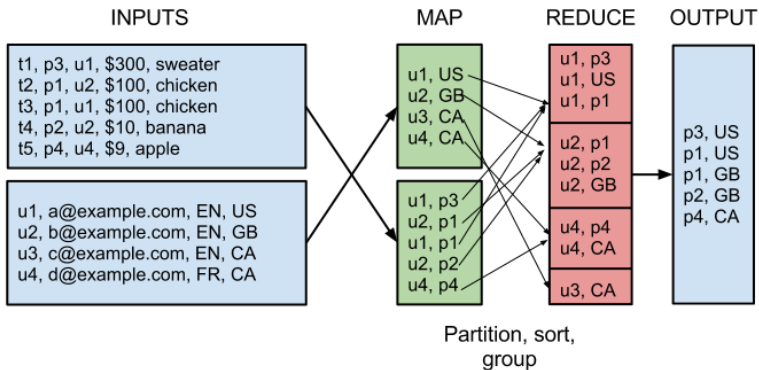 INPUTS
MAP
REDUCE
OUTPUT
t1, p3, u1, $300, sweater
t2, p1, u2, $100, chicken
t3, p1, u1, $100, chicken
t4, p2, u2, $10, banana
t5, p4, u4, $9, apple
u1, a@example.com, EN, US
u2, b@example.com, EN, GB
u3, c@example.com, EN, CA
u4, d@example.com, FR, CA
u1, US
u2, GB
u3, CA
u4, CA
u1, p3
u2, p1
u1, p1
u2, p2
u4, p4
u1, p3
u1, US
u1, p1
u2, p1
u2, p2
u2, GB
u4, p4
u4, CA
u3, CA
p3, US
p1, US
p1, GB
p2, GB
p4, CA
Partition, sort,
group